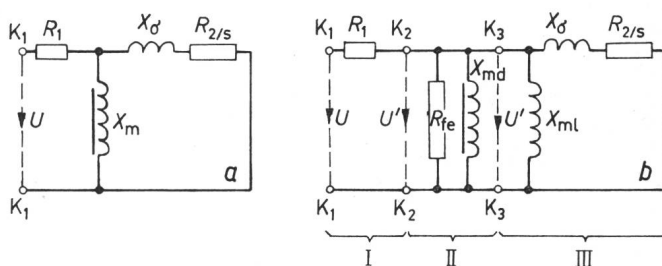 K₁ R₁ Xσ R₂/s
U Xₘ
K₁ a
K₁ R₁ K₂ K₃ Xσ R₂/s
U U' Rfe Xmd U' Xml
K₁ K₂ K₃ b
I II III